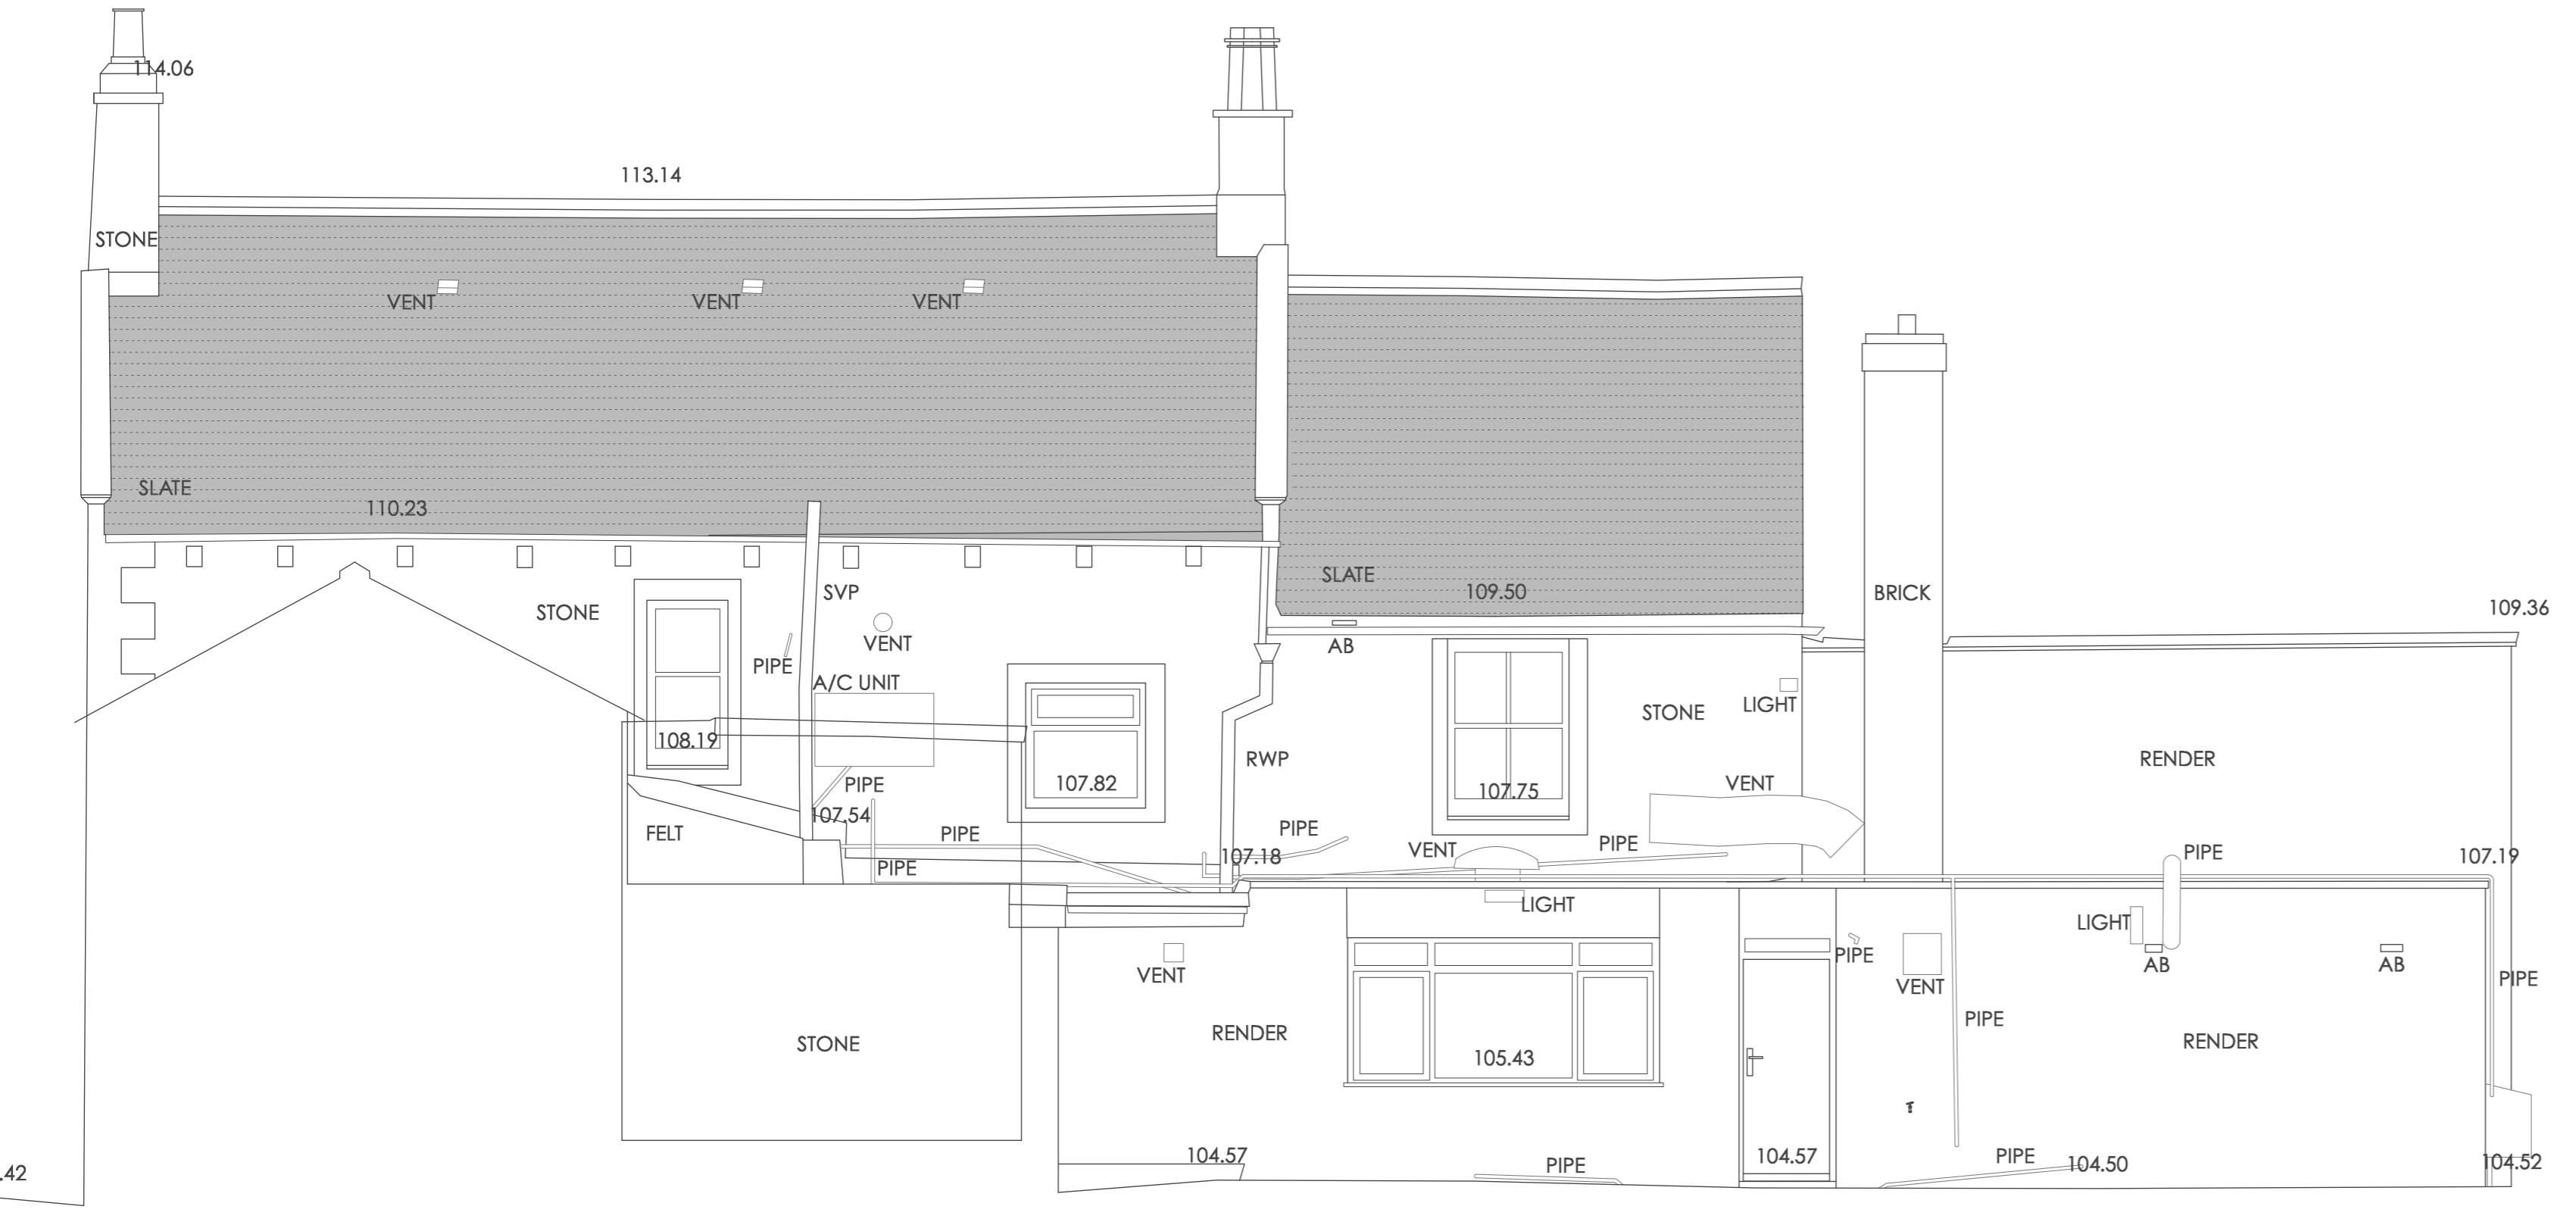 114.06
113.14
STONE
VENT
VENT
VENT
SLATE
110.23
SLATE
109.50
BRICK
109.36
STONE
SVP
VENT
AB
PIPE
A/C UNIT
STONE
LIGHT
108.19
RWP
RENDER
PIPE
107.82
107.75
VENT
107.54
FELT
PIPE
PIPE
PIPE
VENT
107.18
PIPE
PIPE
107.19
LIGHT
LIGHT
PIPE
VENT
AB
AB
VENT
PIPE
PIPE
RENDER
STONE
105.43
RENDER
104.57
PIPE
104.57
PIPE
104.50
104.52
.42